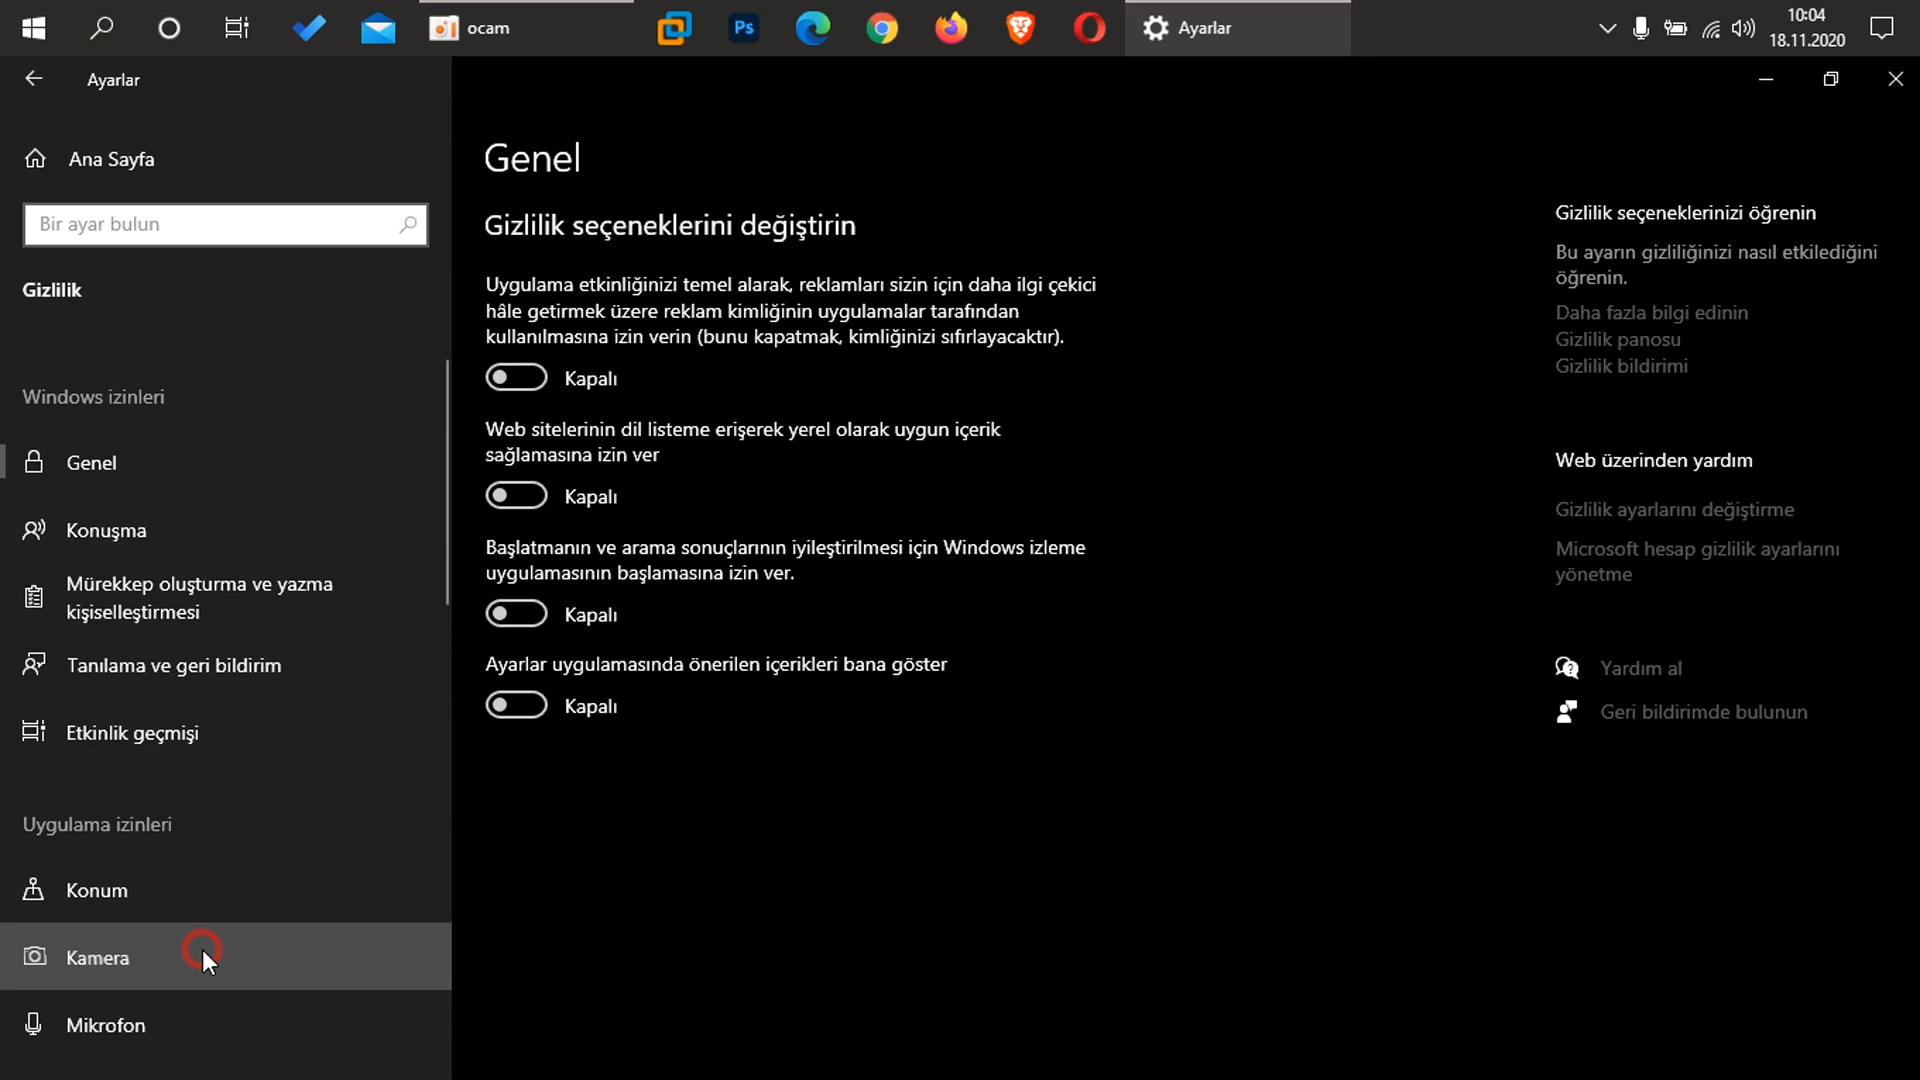 ocam
Ps
Ayarlar
10:04
18.11.2020
Ayarlar
Ana Sayfa
Bir ayar bulun
Gizlilik
Windows izinleri
Genel
Konuşma
Mürekkep oluşturma ve yazma
kişiselleştirmesi
Tanılama ve geri bildirim
Etkinlik geçmişi
Uygulama izinleri
Konum
Kamera
Mikrofon
Genel
Gizlilik seçeneklerini değiştirin
Uygulama etkinliğinizi temel alarak, reklamları sizin için daha ilgi çekici
hâle getirmek üzere reklam kimliğinin uygulamalar tarafından
kullanılmasına izin verin (bunu kapatmak, kimliğinizi sıfırlayacaktır).
Kapalı
Web sitelerinin dil listeme erişerek yerel olarak uygun içerik
sağlamasına izin ver
Kapalı
Başlatmanın ve arama sonuçlarının iyileştirilmesi için Windows izleme
uygulamasının başlamasına izin ver.
Kapalı
Ayarlar uygulamasında önerilen içerikleri bana göster
Kapalı
Gizlilik seçeneklerinizi öğrenin
Bu ayarın gizliliğinizi nasıl etkilediğini
öğrenin.
Daha fazla bilgi edinin
Gizlilik panosu
Gizlilik bildirimi
Web üzerinden yardım
Gizlilik ayarlarını değiştirme
Microsoft hesap gizlilik ayarlarını
yönetme
Yardım al
Geri bildirimde bulunun